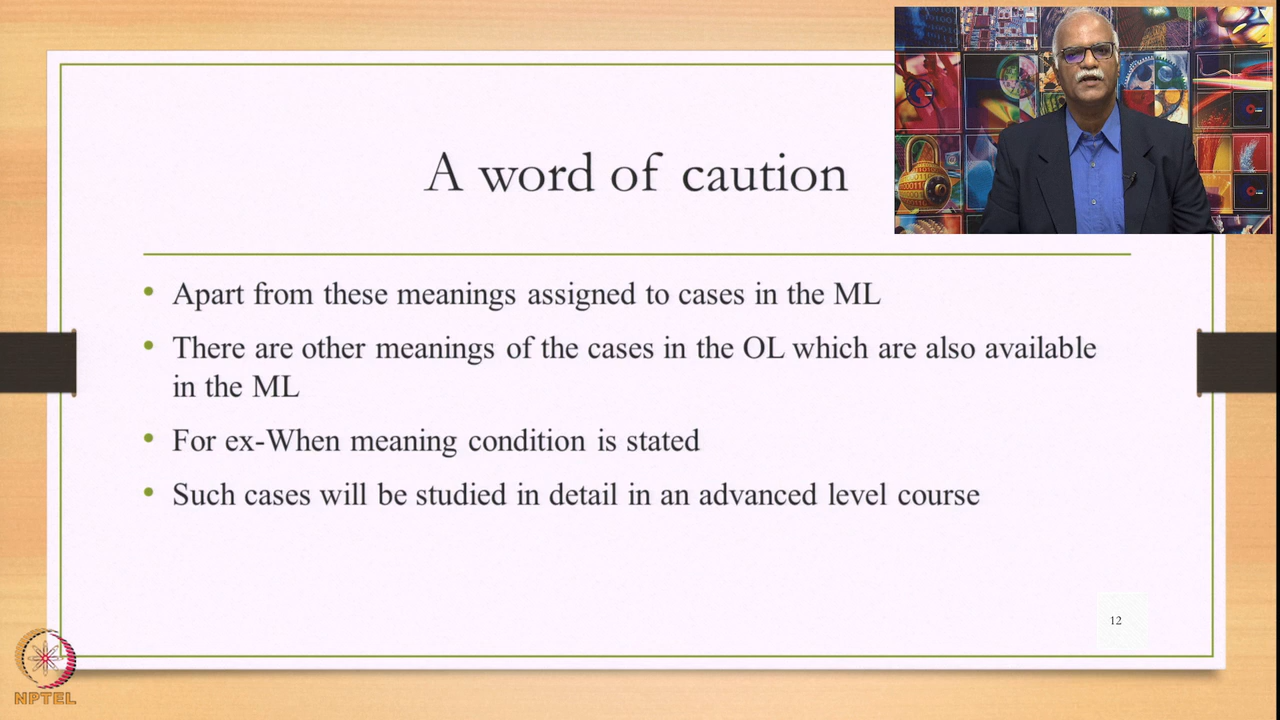 A word of caution
• Apart from these meanings assigned to cases in the ML
• There are other meanings of the cases in the OL which are also available
in the ML
• For ex-When meaning condition is stated
• Such cases will be studied in detail in an advanced level course
12
NPTEL